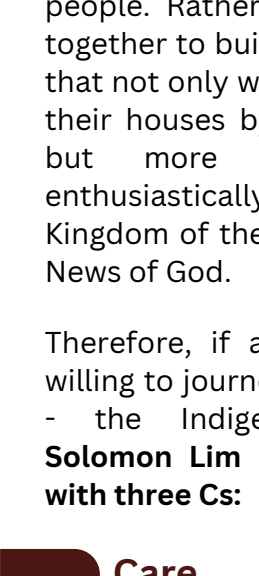 people. Rather
together to bui
that not only w
their houses b
but more
enthusiastically
Kingdom of the
News of God.
Therefore, if a
willing to journ
- the Indige
Solomon Lim
with three Cs:
Care